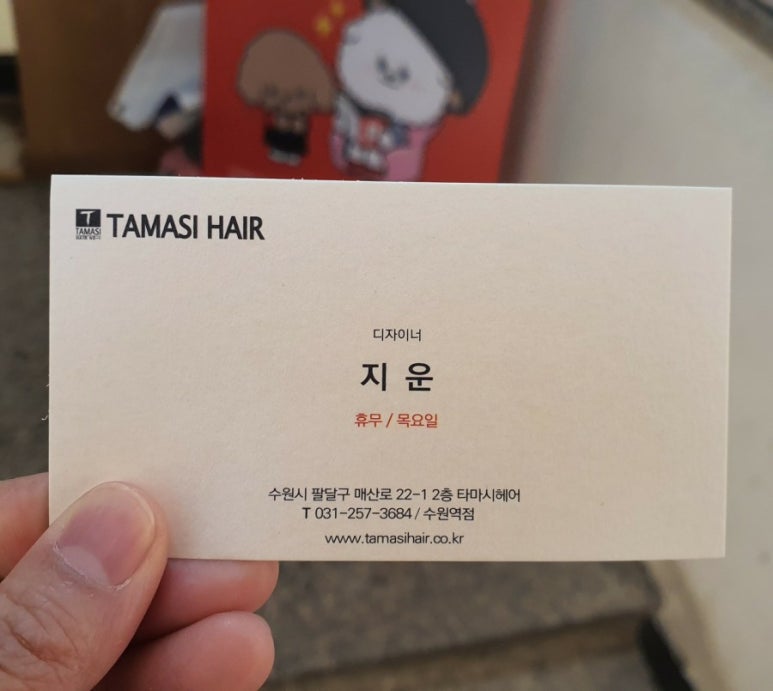 T
TAMASI
TAMASI HAIR
디자이너
지운
휴무 / 목요일
수원시 팔달구 매산로 22-1 2층 타마시헤어
T 031-257-3684 / 수원역점
www.tamasihair.co.kr